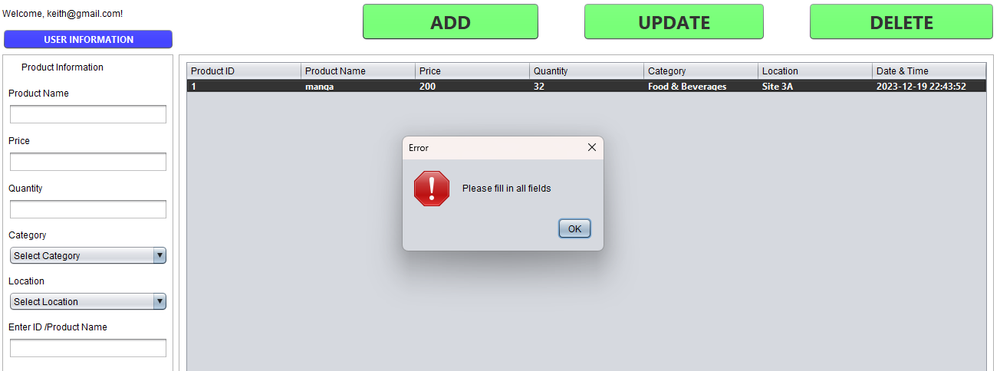 Welcome, keith@gmail.com!
ADD
UPDATE
DELETE
USER INFORMATION
Product Information
Product Name
Price
Quantity
Category
Select Category
Location
Select Location
Enter ID /Product Name
Product ID Product Name Price Quantity Category Location Date & Time
1 manga 200 32 Food & Beverages Site 3A 2023-12-19 22:43:52
Error
Please fill in all fields
OK